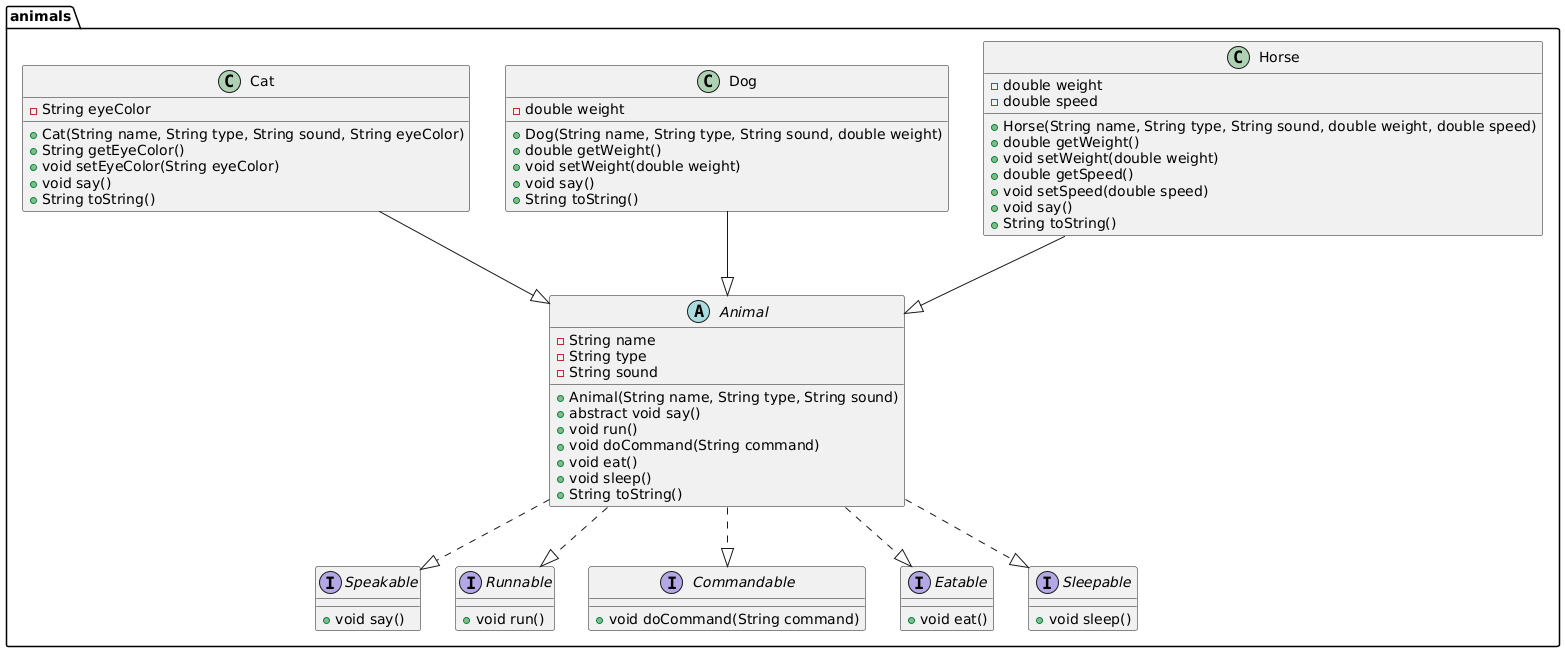 animals
C Cat
String eyeColor
Cat(String name, String type, String sound, String eyeColor)
String getEyeColor()
void setEyeColor(String eyeColor)
void say()
String toString()
C Dog
double weight
Dog(String name, String type, String sound, double weight)
double getWeight()
void setWeight(double weight)
void say()
String toString()
C Horse
double weight
double speed
Horse(String name, String type, String sound, double weight, double speed)
double getWeight()
void setWeight(double weight)
double getSpeed()
void setSpeed(double speed)
void say()
String toString()
A Animal
String name
String type
String sound
Animal(String name, String type, String sound)
abstract void say()
void run()
void doCommand(String command)
void eat()
void sleep()
String toString()
I Speakable
void say()
I Runnable
void run()
I Commandable
void doCommand(String command)
I Eatable
void eat()
I Sleepable
void sleep()